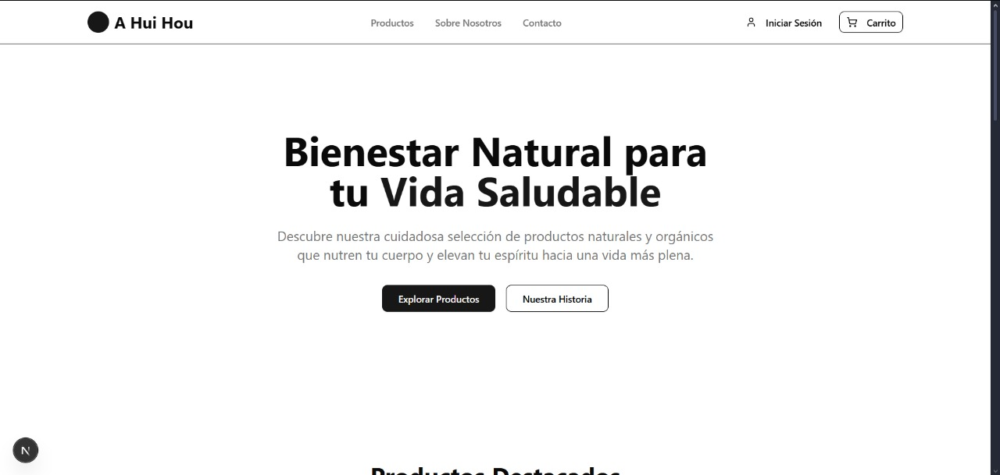 A Hui Hou
Productos
Sobre Nosotros
Contacto
Iniciar Sesión
Carrito
Bienestar Natural para
tu Vida Saludable
Descubre nuestra cuidadosa selección de productos naturales y orgánicos
que nutren tu cuerpo y elevan tu espíritu hacia una vida más plena.
Explorar Productos
Nuestra Historia
N
Productos Destacados